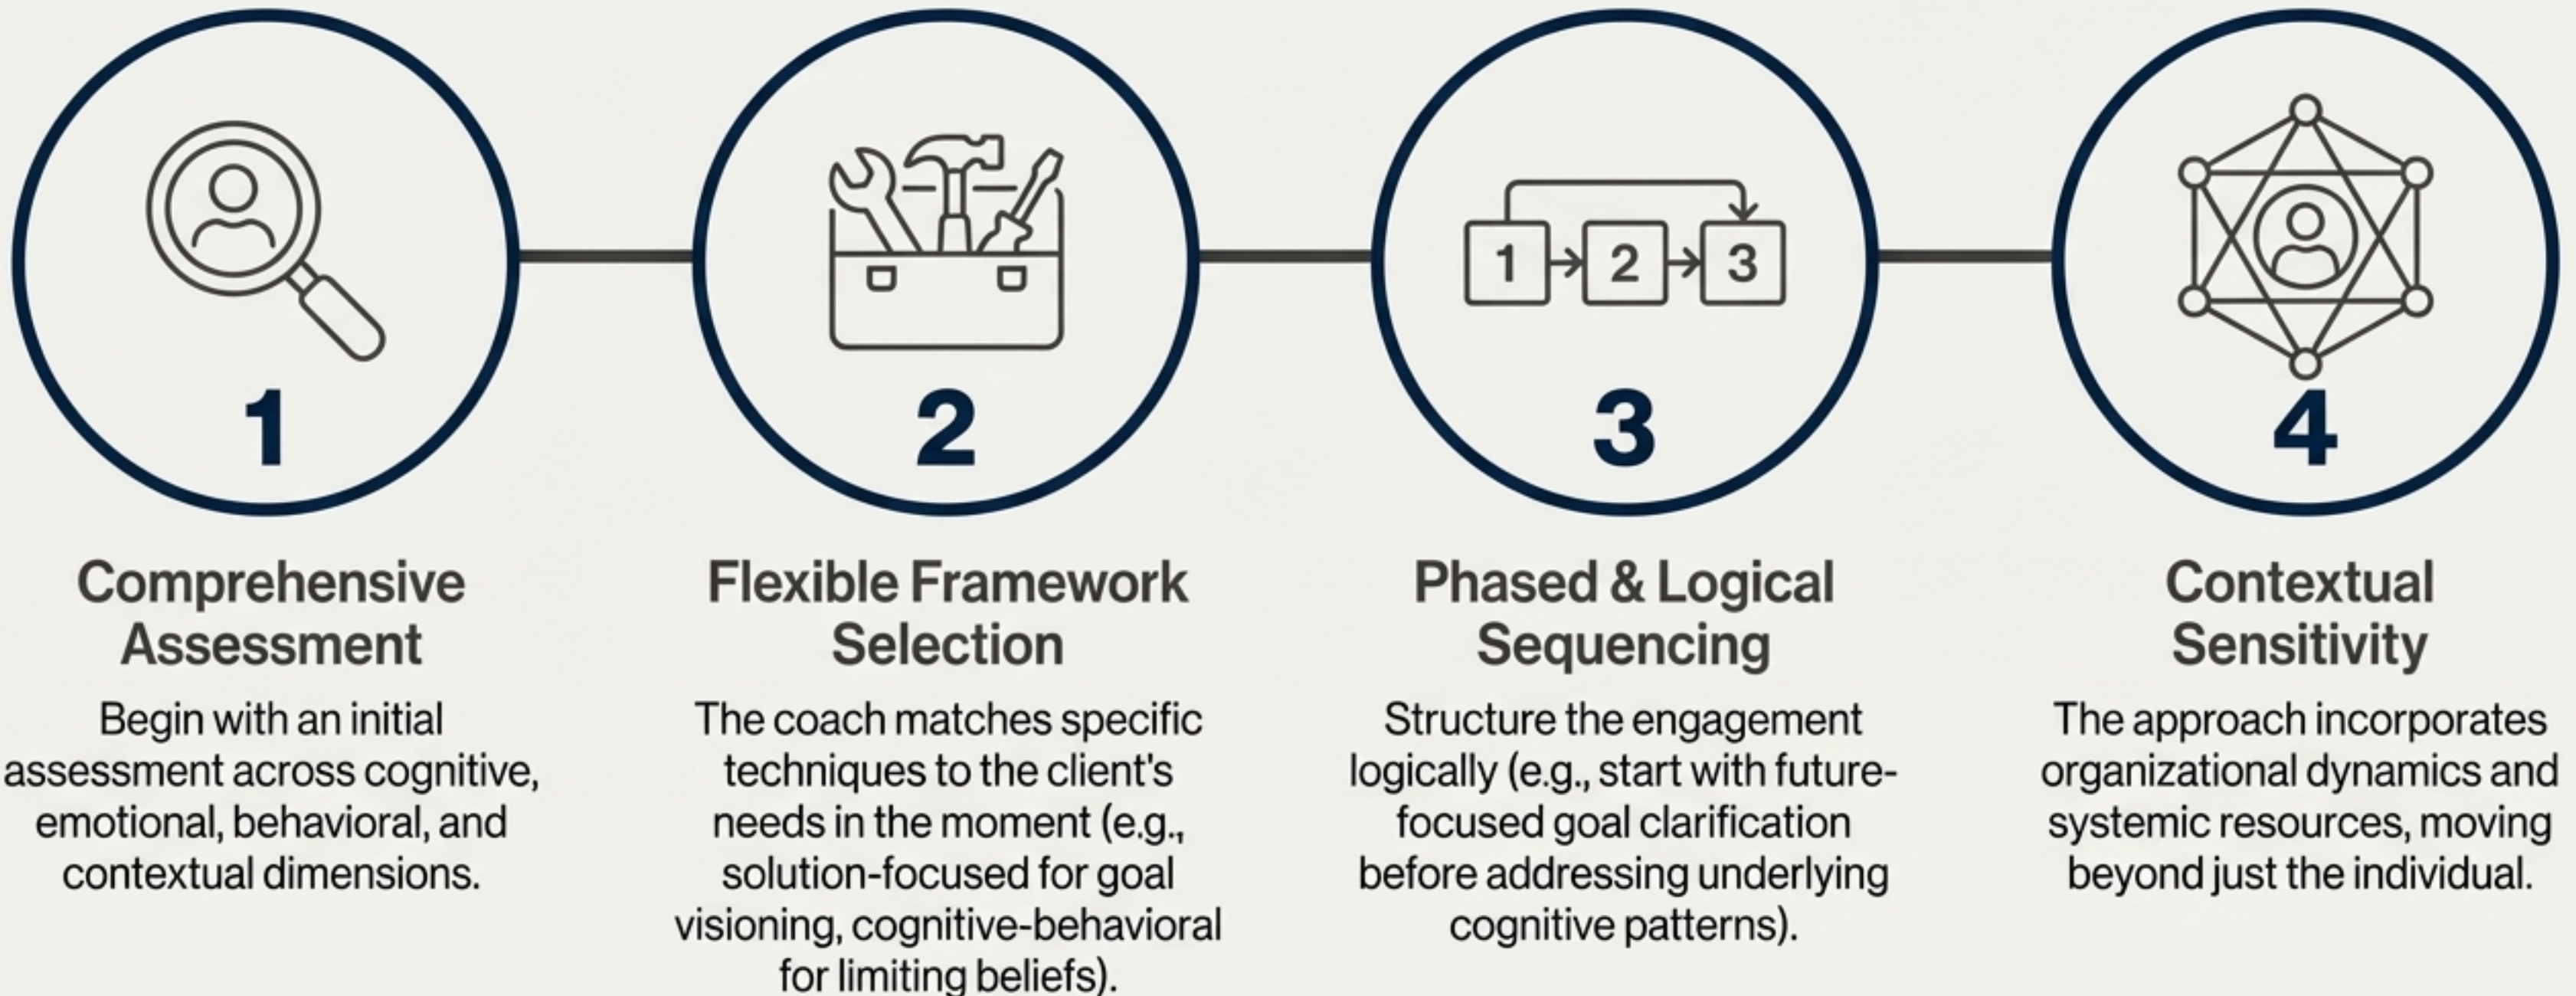 1 2 3
1
2
3
4
Comprehensive
Assessment
Begin with an initial
assessment across cognitive,
emotional, behavioral, and
contextual dimensions.
Flexible Framework
Selection
The coach matches specific
techniques to the client's
needs in the moment (e.g.,
solution-focused for goal
visioning, cognitive-behavioral
for limiting beliefs).
Phased & Logical
Sequencing
Structure the engagement
logically (e.g., start with future-
focused goal clarification
before addressing underlying
cognitive patterns).
Contextual
Sensitivity
The approach incorporates
organizational dynamics and
systemic resources, moving
beyond just the individual.